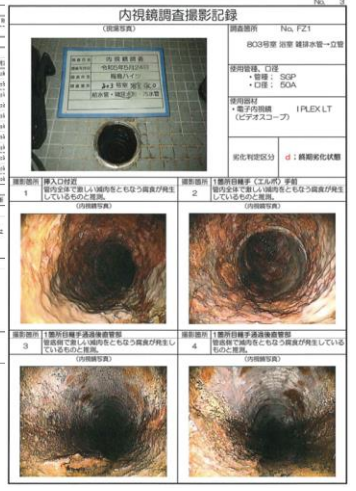 No. 3
内視鏡調査撮影記録
(現場写真)
調査箇所 No. FZ1
803号室 浴室 雑排水管→立管
使用管種、口径
・管種： SGP
・口径： 50A
使用器材
・電子内視鏡 IPLEX LT
(ビデオスコープ)
劣化判定区分 d：終期劣化状態
内視鏡調査
撮影箇所 挿入口付近
1 管内全体で激しい減肉をともなう腐食が発生
しているものと推測。
(内視鏡写真)
撮影箇所 1箇所目継手（エルボ）手前
2 管内全体で激しい減肉をともなう腐食が発生
しているものと推測。
(内視鏡写真)
撮影箇所 1箇所目継手通過後直管部
3 管底側で激しい減肉をともなう腐食が発生し
ているものと推測。
(内視鏡写真)
撮影箇所 1箇所目継手通過後直管部
4 管底側で減肉をともなう腐食が発生している
ものと推測。
(内視鏡写真)